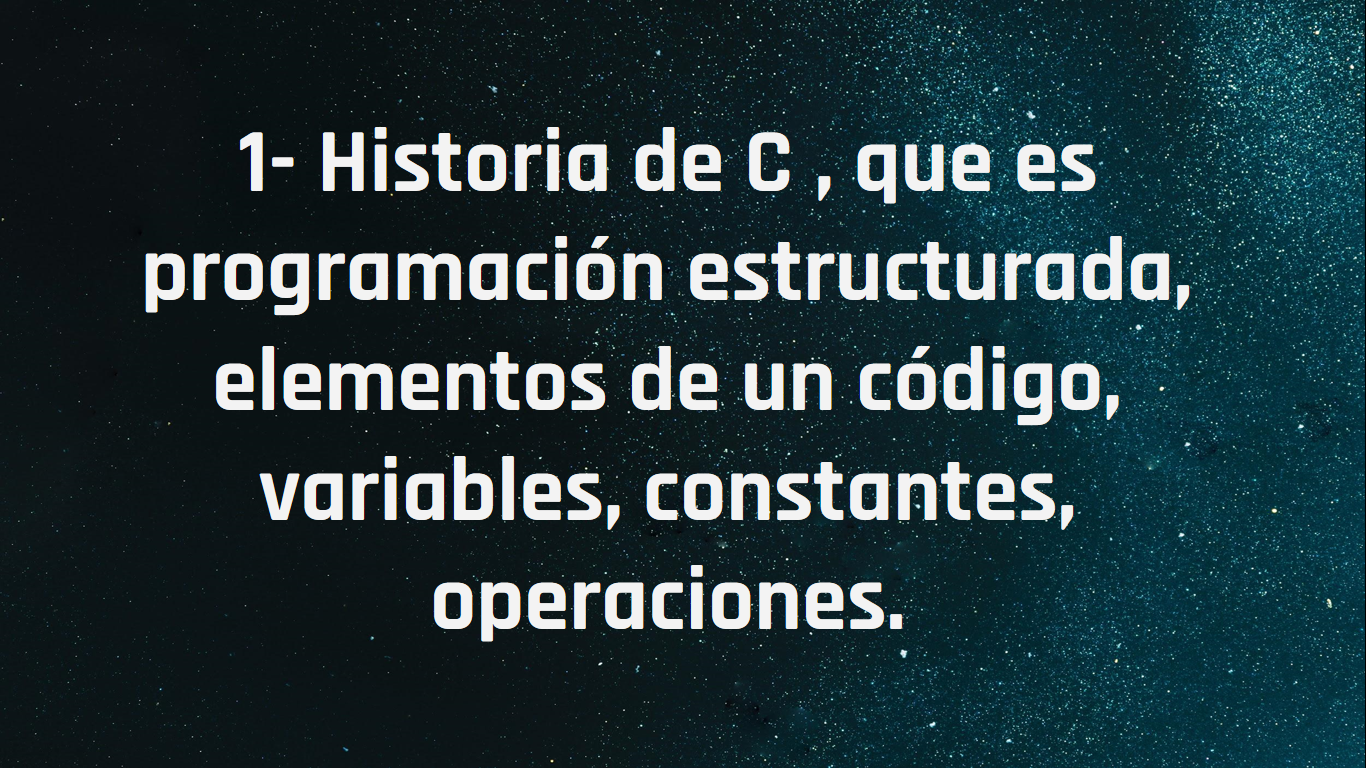 1- Historia de C , que es
programación estructurada,
elementos de un código,
variables, constantes,
operaciones.